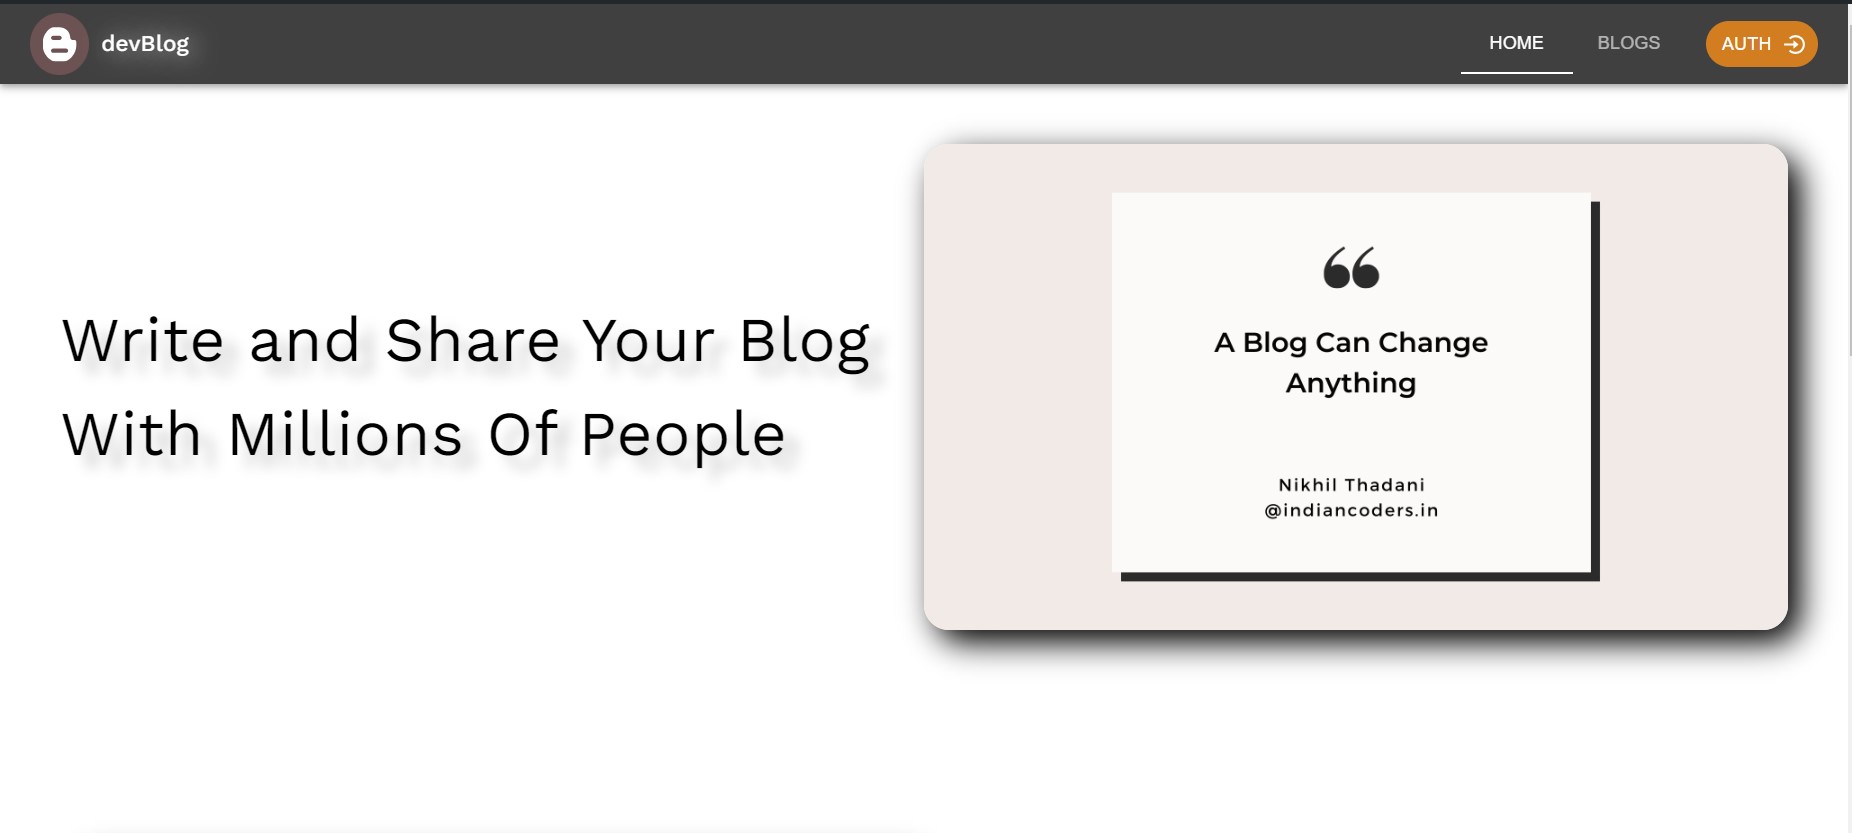 devBlog
HOME
BLOGS
AUTH
Write and Share Your Blog
With Millions Of People
“
A Blog Can Change
Anything
Nikhil Thadani
@indiancoders.in